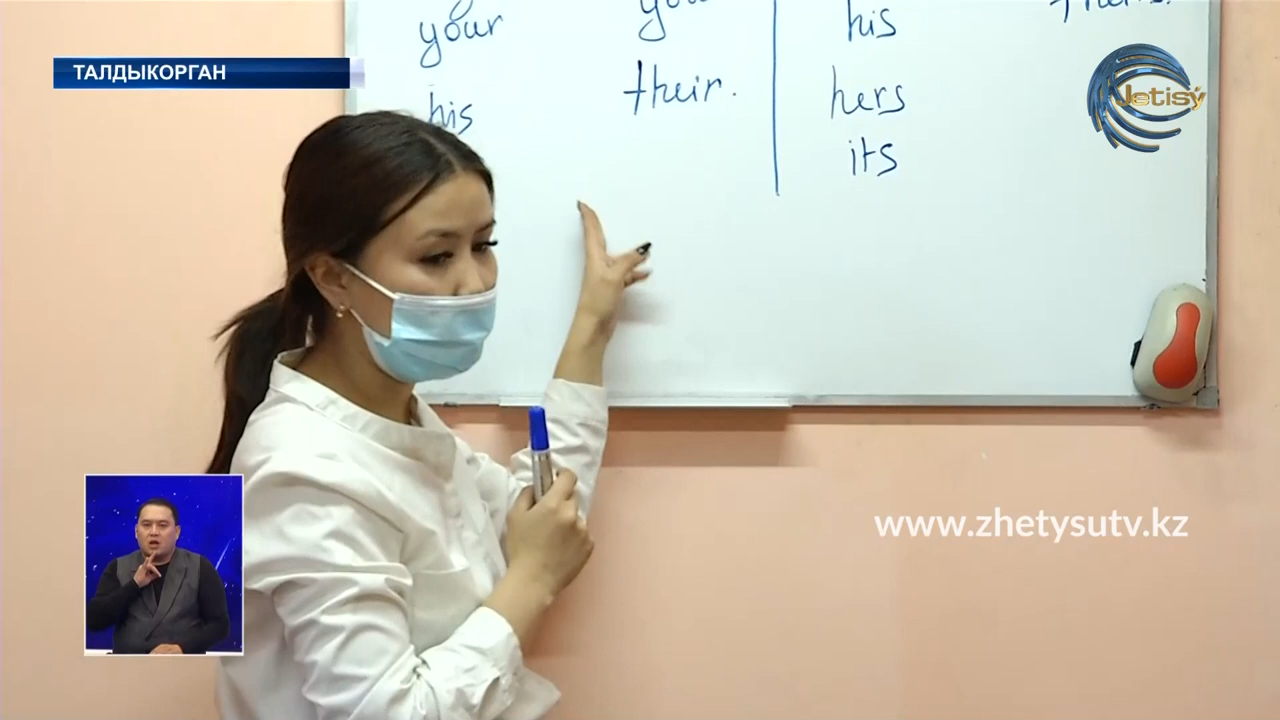 ТАЛДЫКОРГАН
your
his
their.
his
hers
its
Jetisý
www.zhetysutv.kz